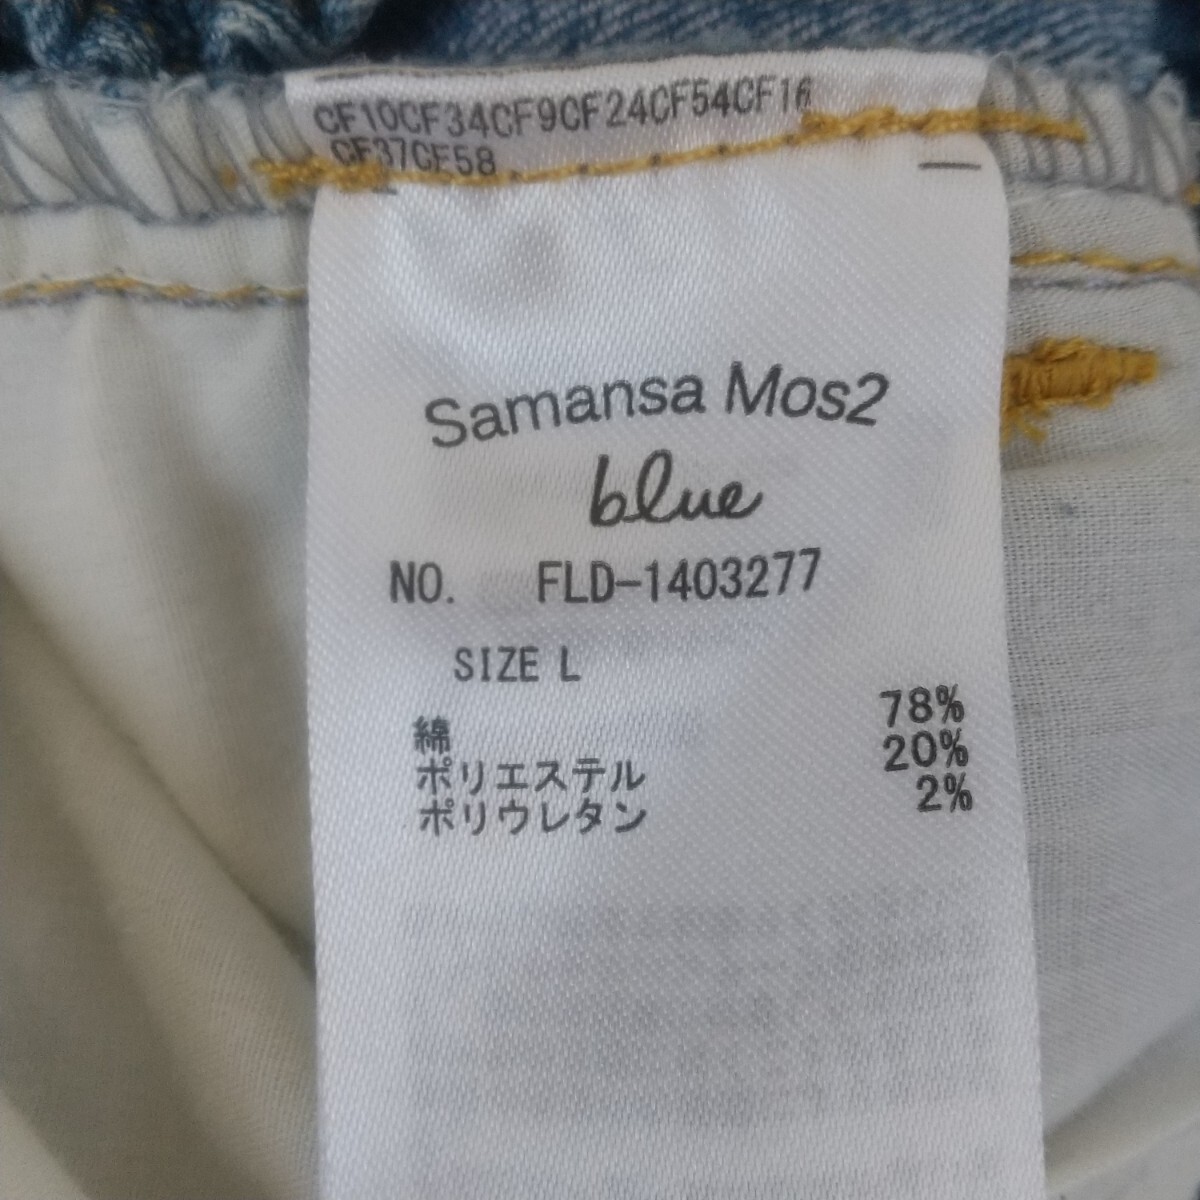 CF10CF34CF9CF24CF54CF16
CF37CF58
Samansa Mos2
blue
NO. FLD-1403277
SIZE L
綿 78%
ポリエステル 20%
ポリウレタン 2%